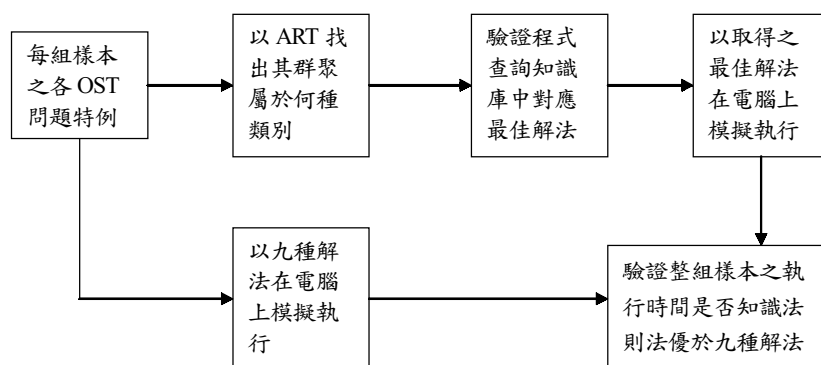 每組樣本
之各 OST
問題特例
以 ART 找
出其群聚
屬於何種
類別
驗證程式
查詢知識
庫中對應
最佳解法
以取得之
最佳解法
在電腦上
模擬執行
以九種解
法在電腦
上模擬執
行
驗證整組樣本之執
行時間是否知識法
則法優於九種解法